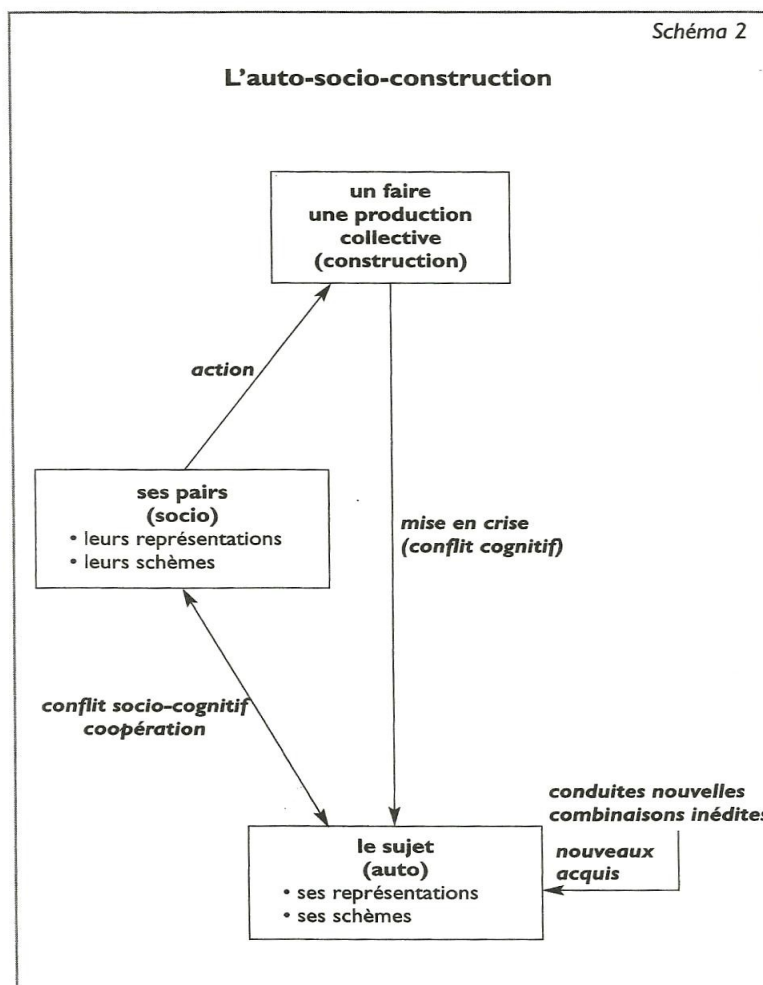 Schéma 2
L'auto-socio-construction
un faire
une production
collective
(construction)
action
ses pairs
(socio)
• leurs représentations
• leurs schèmes
mise en crise
(conflit cognitif)
conflit socio-cognitif
coopération
conduites nouvelles
combinaisons inédites
nouveaux
acquis
le sujet
(auto)
• ses représentations
• ses schèmes